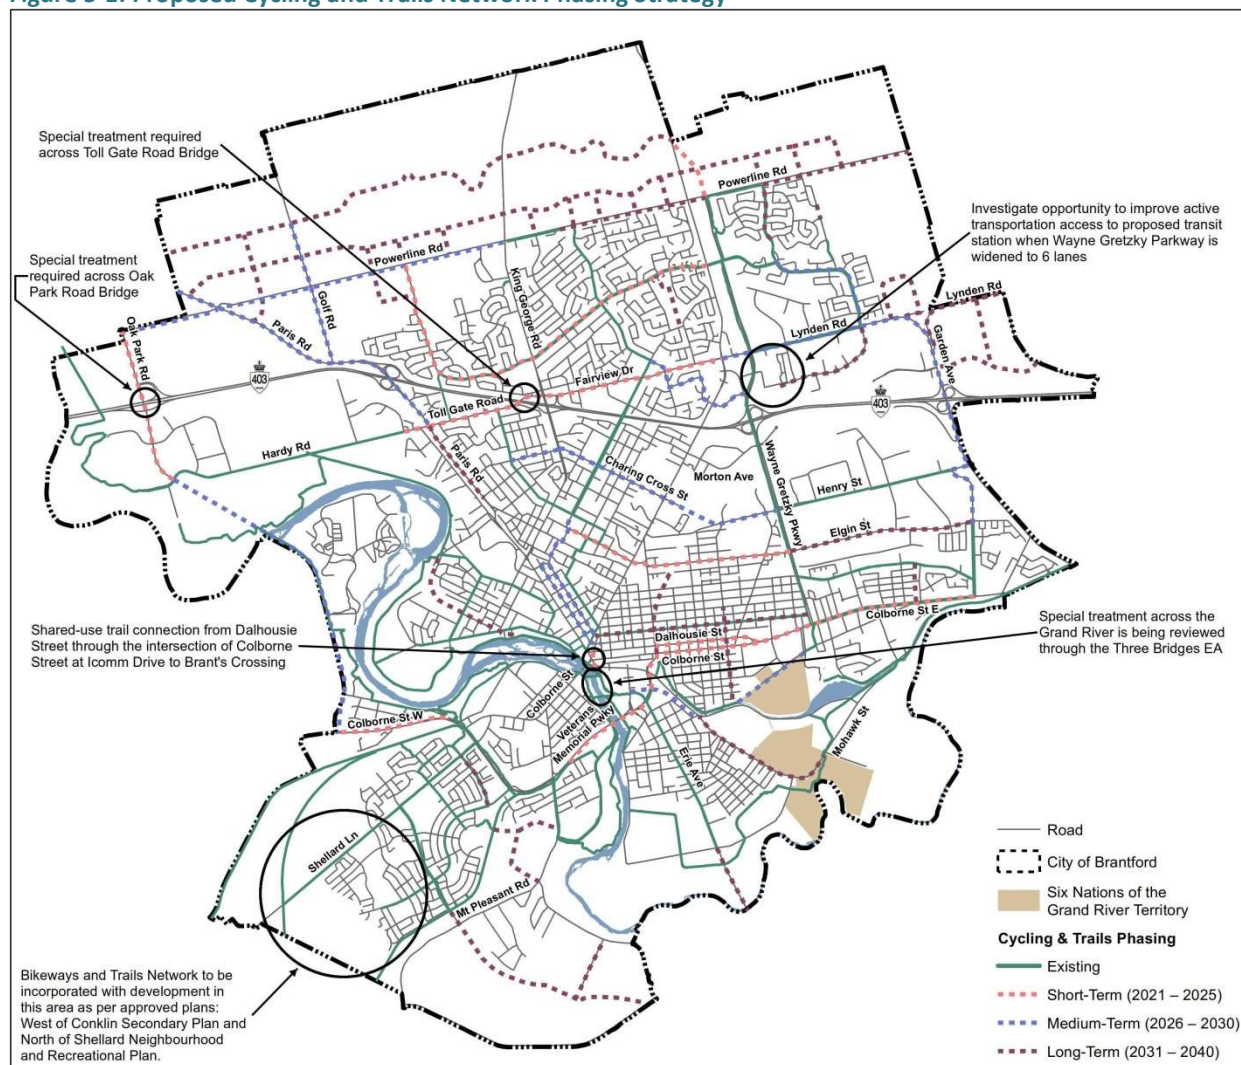 Figure 5-2: Proposed Cycling and Trails Network Phasing Strategy
Special treatment required
across Toll Gate Road Bridge
Special treatment
required across Oak
Park Road Bridge
Investigate opportunity to improve active
transportation access to proposed transit
station when Wayne Gretzky Parkway is
widened to 6 lanes
Powerline Rd
Powerline Rd
King George Rd
Golf Rd
Oak Park Rd
Paris Rd
403
Lynden Rd
Lynden Rd
Garden Ave
Fairview Dr
Toll Gate Road
403
Hardy Rd
Paris Rd
Charing Cross St
Morton Ave
Wayne Gretzky Pkwy
Henry St
Elgin St
Colborne St E
Dalhousie St
Colborne St
Shared-use trail connection from Dalhousie
Street through the intersection of Colborne
Street at Icomm Drive to Brant's Crossing
Special treatment across the
Grand River is being reviewed
through the Three Bridges EA
Colborne St
Colborne St W
Veterans
Memorial Pkwy
Erie Ave
Mohawk St
Shellard Ln
Mt Pleasant Rd
Bikeways and Trails Network to be
incorporated with development in
this area as per approved plans:
West of Conklin Secondary Plan and
North of Shellard Neighbourhood
and Recreational Plan.
Road
City of Brantford
Six Nations of the
Grand River Territory
Cycling & Trails Phasing
Existing
Short-Term (2021 – 2025)
Medium-Term (2026 – 2030)
Long-Term (2031 – 2040)